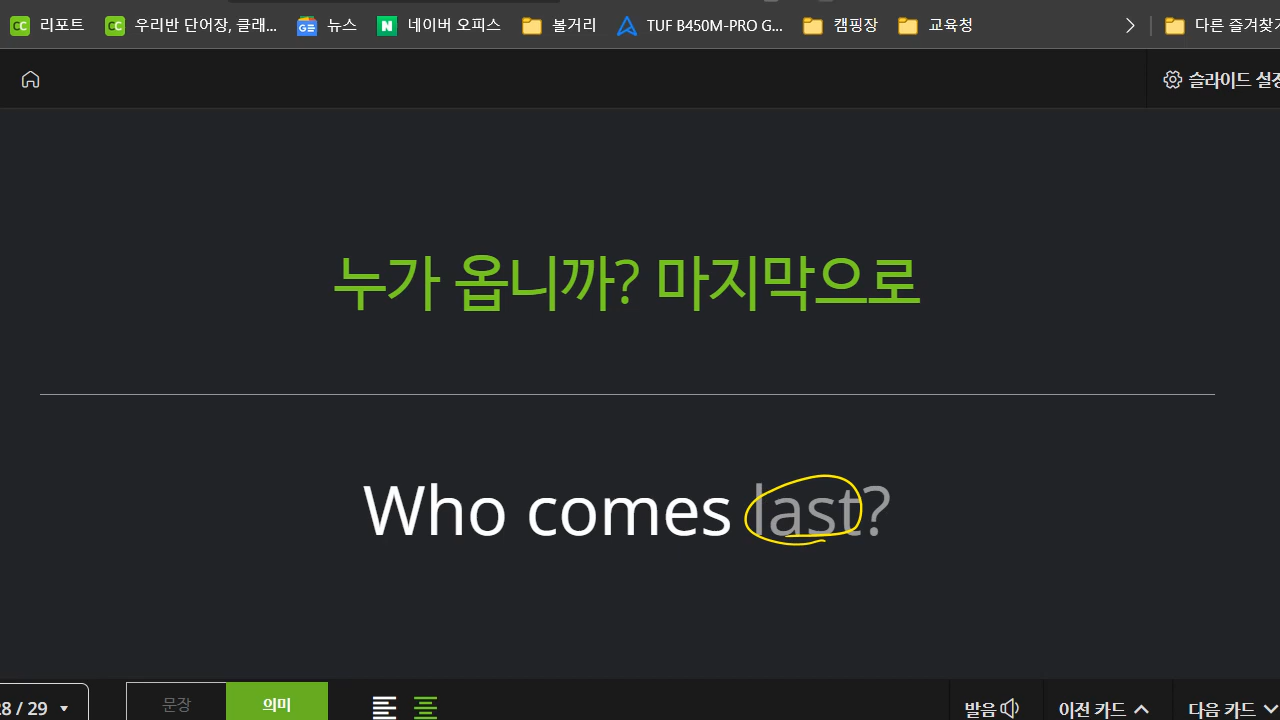 리포트 우리반 단어장, 클래... 뉴스 네이버 오피스 볼거리 TUF B450M-PRO G... 캠핑장 교육청 다른 즐겨찾기
슬라이드 설정
누가 옵니까? 마지막으로
Who comes last?
28 / 29 문장 의미 발음 이전 카드 다음 카드